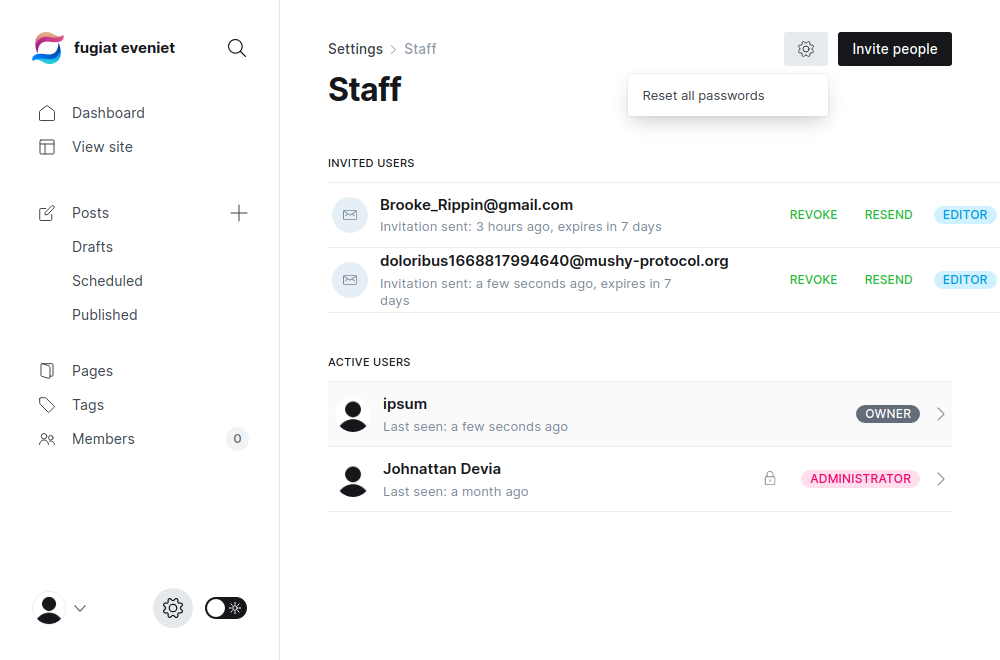 fugiat eveniet
Dashboard
View site
Posts
Drafts
Scheduled
Published
Pages
Tags
Members
0
Settings
Staff
Invite people
Staff
Reset all passwords
INVITED USERS
Brooke_Rippin@gmail.com
Invitation sent: 3 hours ago, expires in 7 days
REVOKE
RESEND
EDITOR
doloribus1668817994640@mushy-protocol.org
Invitation sent: a few seconds ago, expires in 7
days
REVOKE
RESEND
EDITOR
ACTIVE USERS
ipsum
Last seen: a few seconds ago
OWNER
Johnattan Devia
Last seen: a month ago
ADMINISTRATOR